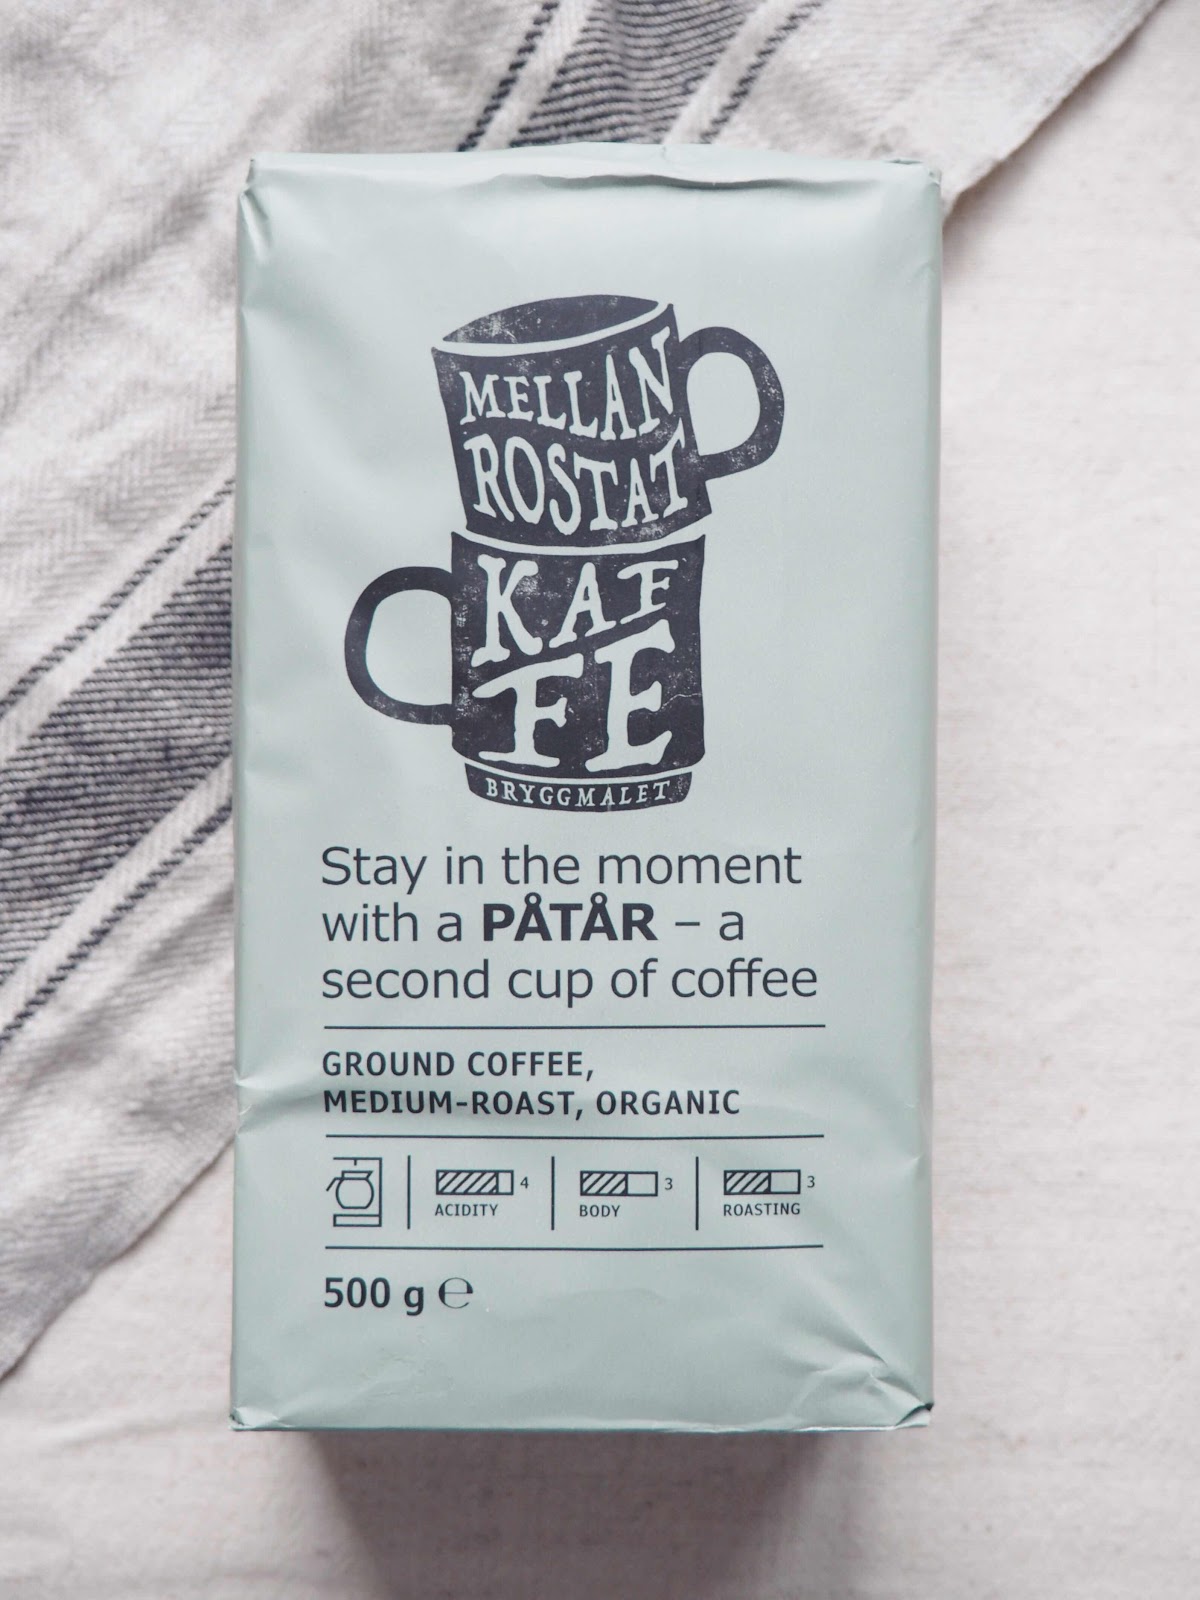 MELLAN
ROSTAT
KAF
FE
BRYGGMALET
Stay in the moment
with a PÅTÅR – a
second cup of coffee
GROUND COFFEE,
MEDIUM-ROAST, ORGANIC
4
ACIDITY
3
BODY
3
ROASTING
500 g ℮